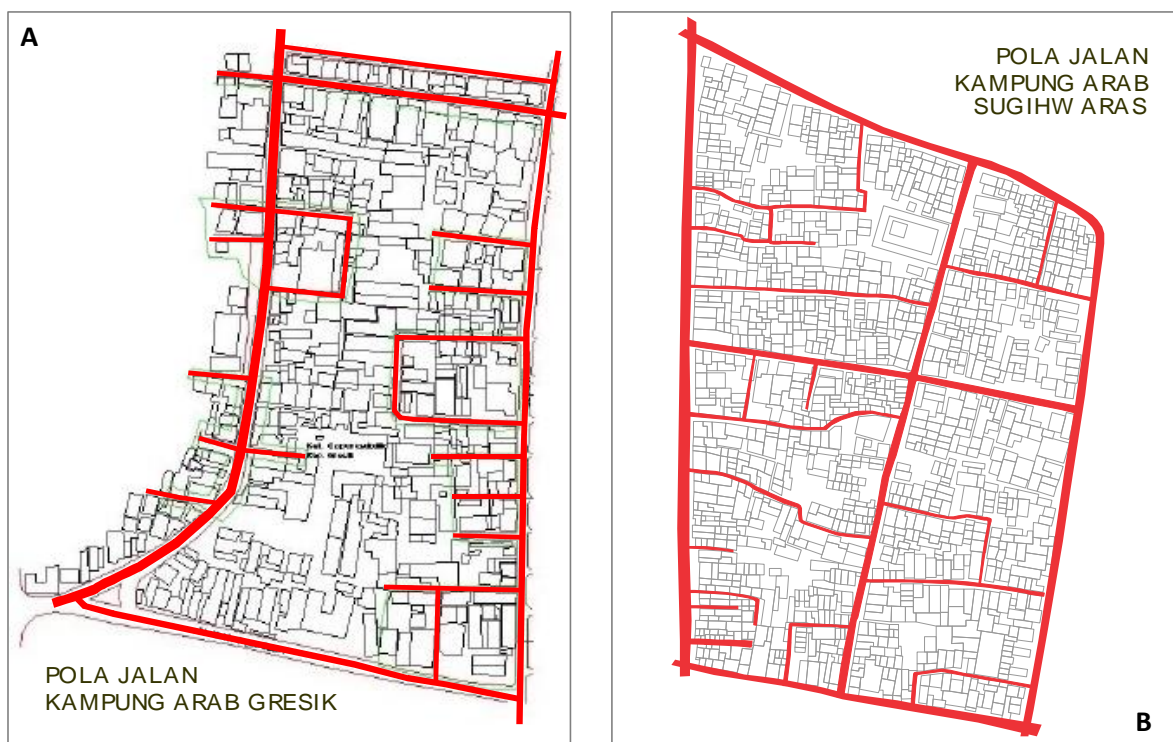 A
POLA JALAN
KAMPUNG ARAB GRESIK
POLA JALAN
KAMPUNG ARAB
SUGIHW ARAS
B